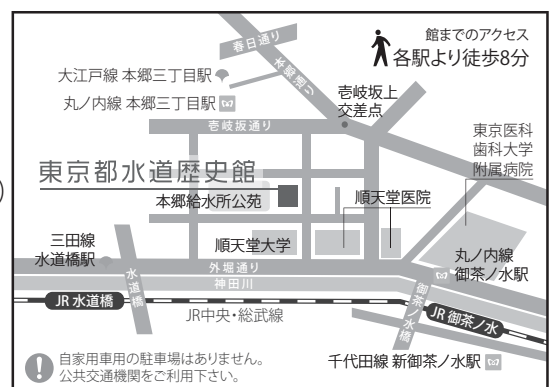 春日通り
本郷通り
館までのアクセス
各駅より徒歩8分
大江戸線 本郷三丁目駅
丸ノ内線 本郷三丁目駅
壱岐坂上
交差点
壱岐坂通り
東京医科
歯科大学
附属病院
東京都水道歴史館
本郷給水所公苑
順天堂医院
三田線
水道橋駅
順天堂大学
丸ノ内線
御茶ノ水駅
外堀通り
神田川
水道橋
御茶ノ水橋
JR 水道橋
JR中央・総武線
JR 御茶ノ水
自家用車用の駐車場はありません。
公共交通機関をご利用下さい。
千代田線 新御茶ノ水駅